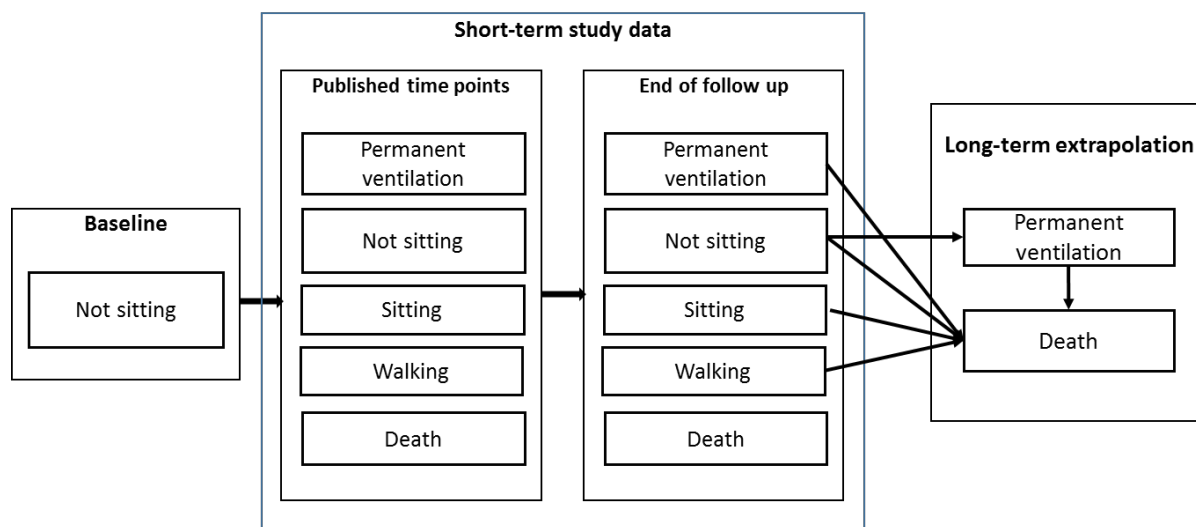 Short-term study data
Baseline
Not sitting
Published time points
Permanent
ventilation
Not sitting
Sitting
Walking
Death
End of follow up
Permanent
ventilation
Not sitting
Sitting
Walking
Death
Long-term extrapolation
Permanent
ventilation
Death